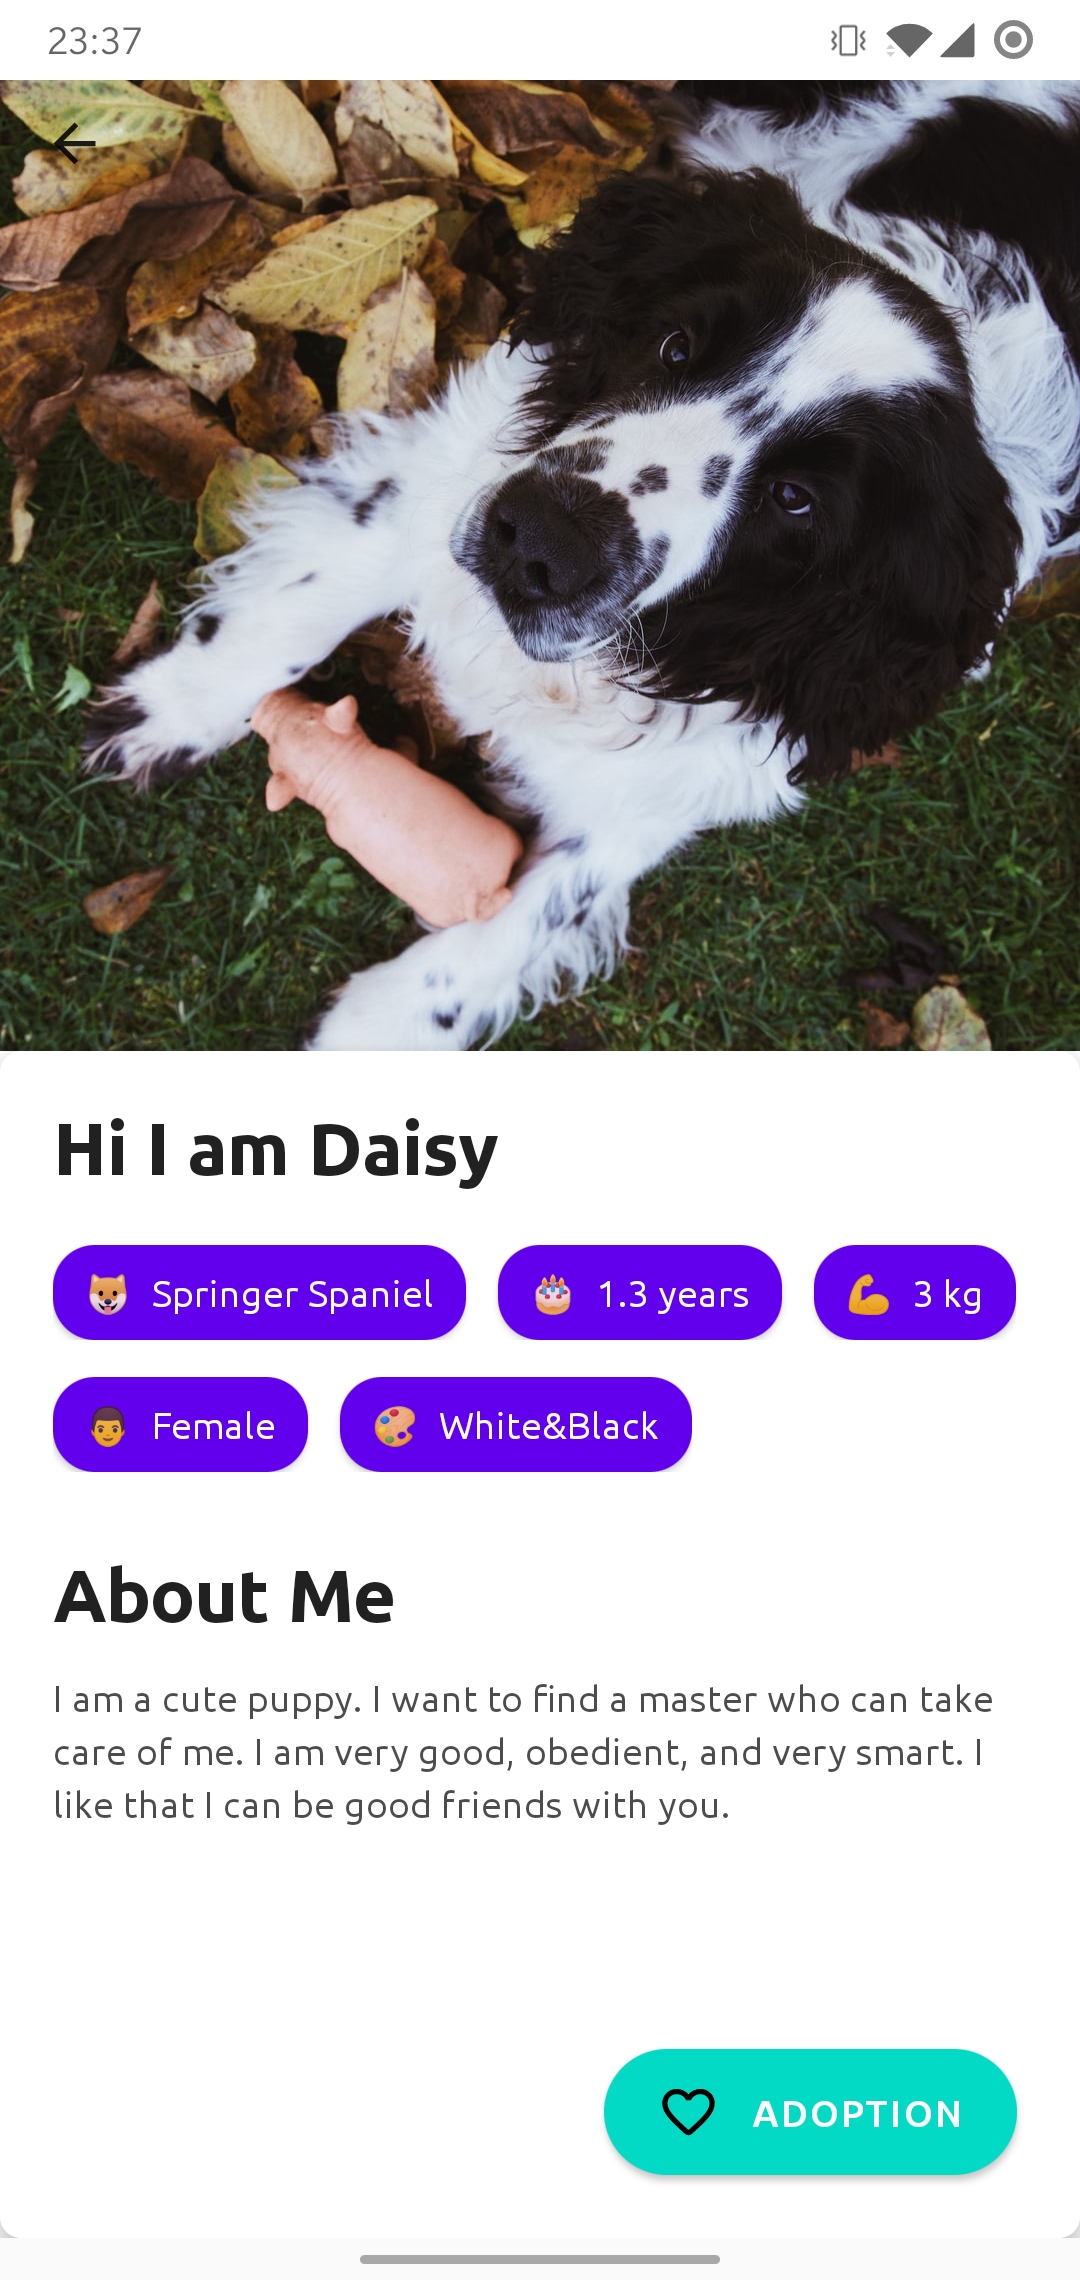 23:37
Hi I am Daisy
🐶 Springer Spaniel 🎂 1.3 years 💪 3 kg
👨 Female 🎨 White&Black
About Me
I am a cute puppy. I want to find a master who can take
care of me. I am very good, obedient, and very smart. I
like that I can be good friends with you.
ADOPTION